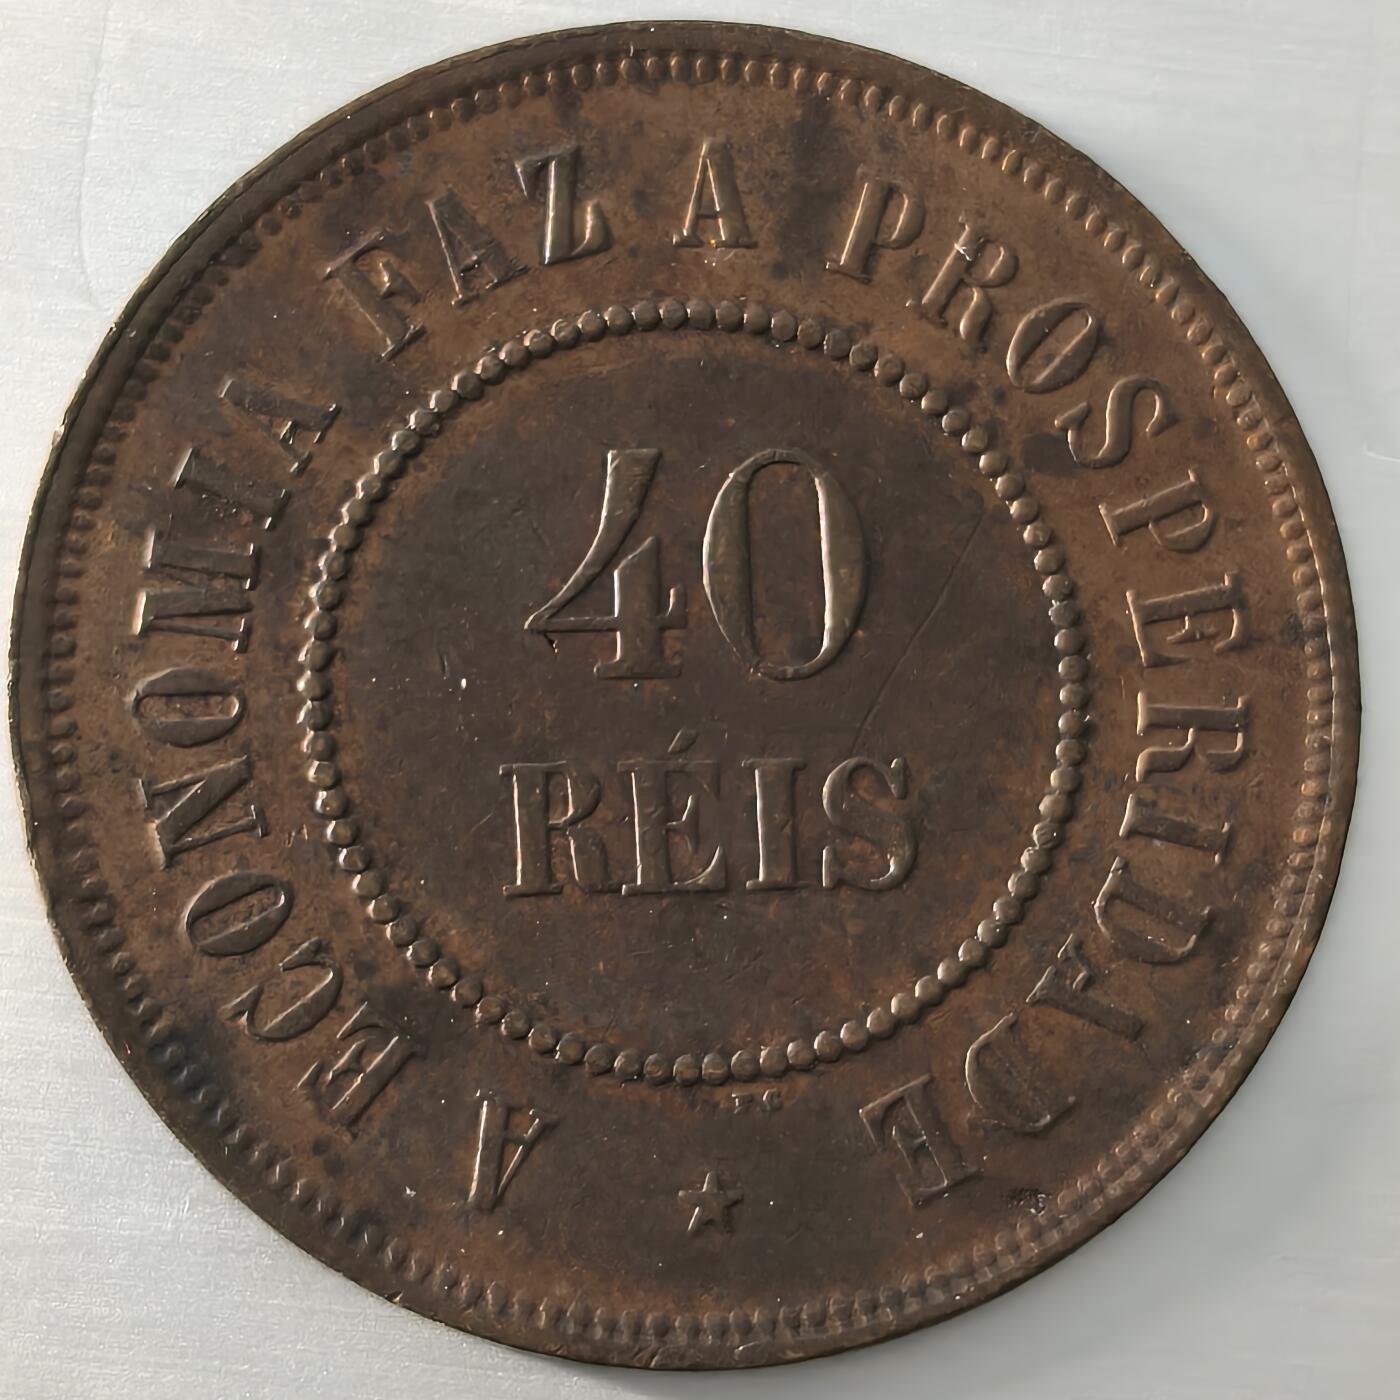 A ECONOMIA FAZ A PROSPERIDADE
40
RÉIS